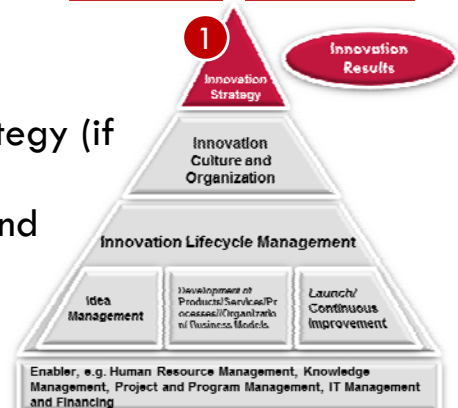 1
Innovation
Results
Innovation
Strategy
tegy (if
Innovation
Culture and
Organization
nd
Innovation Lifecycle Management
Idea
Management
Development of
Products/Services/Pr
ocesses//Organizatio
n/ Business Models
Launch/
Continuous
Improvement
Enabler, e.g. Human Resource Management, Knowledge
Management, Project and Program Management, IT Management
and Financing